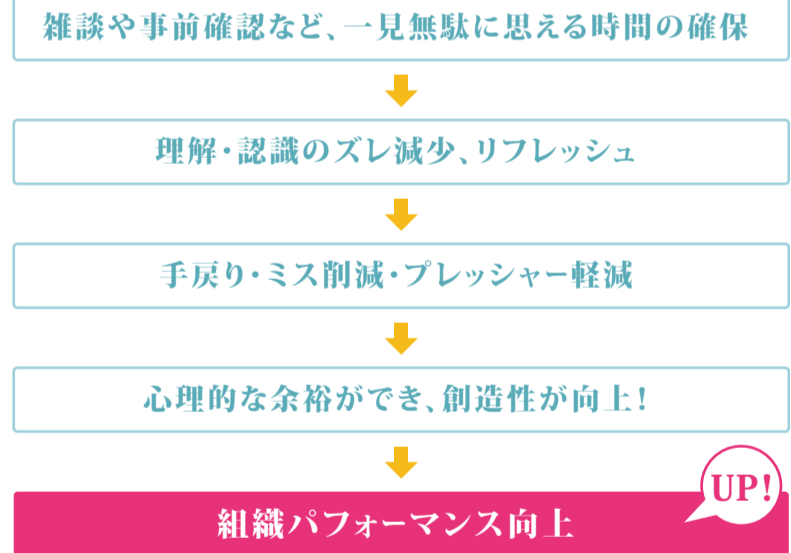 雑談や事前確認など、一見無駄に思える時間の確保
理解・認識のズレ減少、リフレッシュ
手戻り・ミス削減・プレッシャー軽減
心理的な余裕ができ、創造性が向上!
UP!
組織パフォーマンス向上